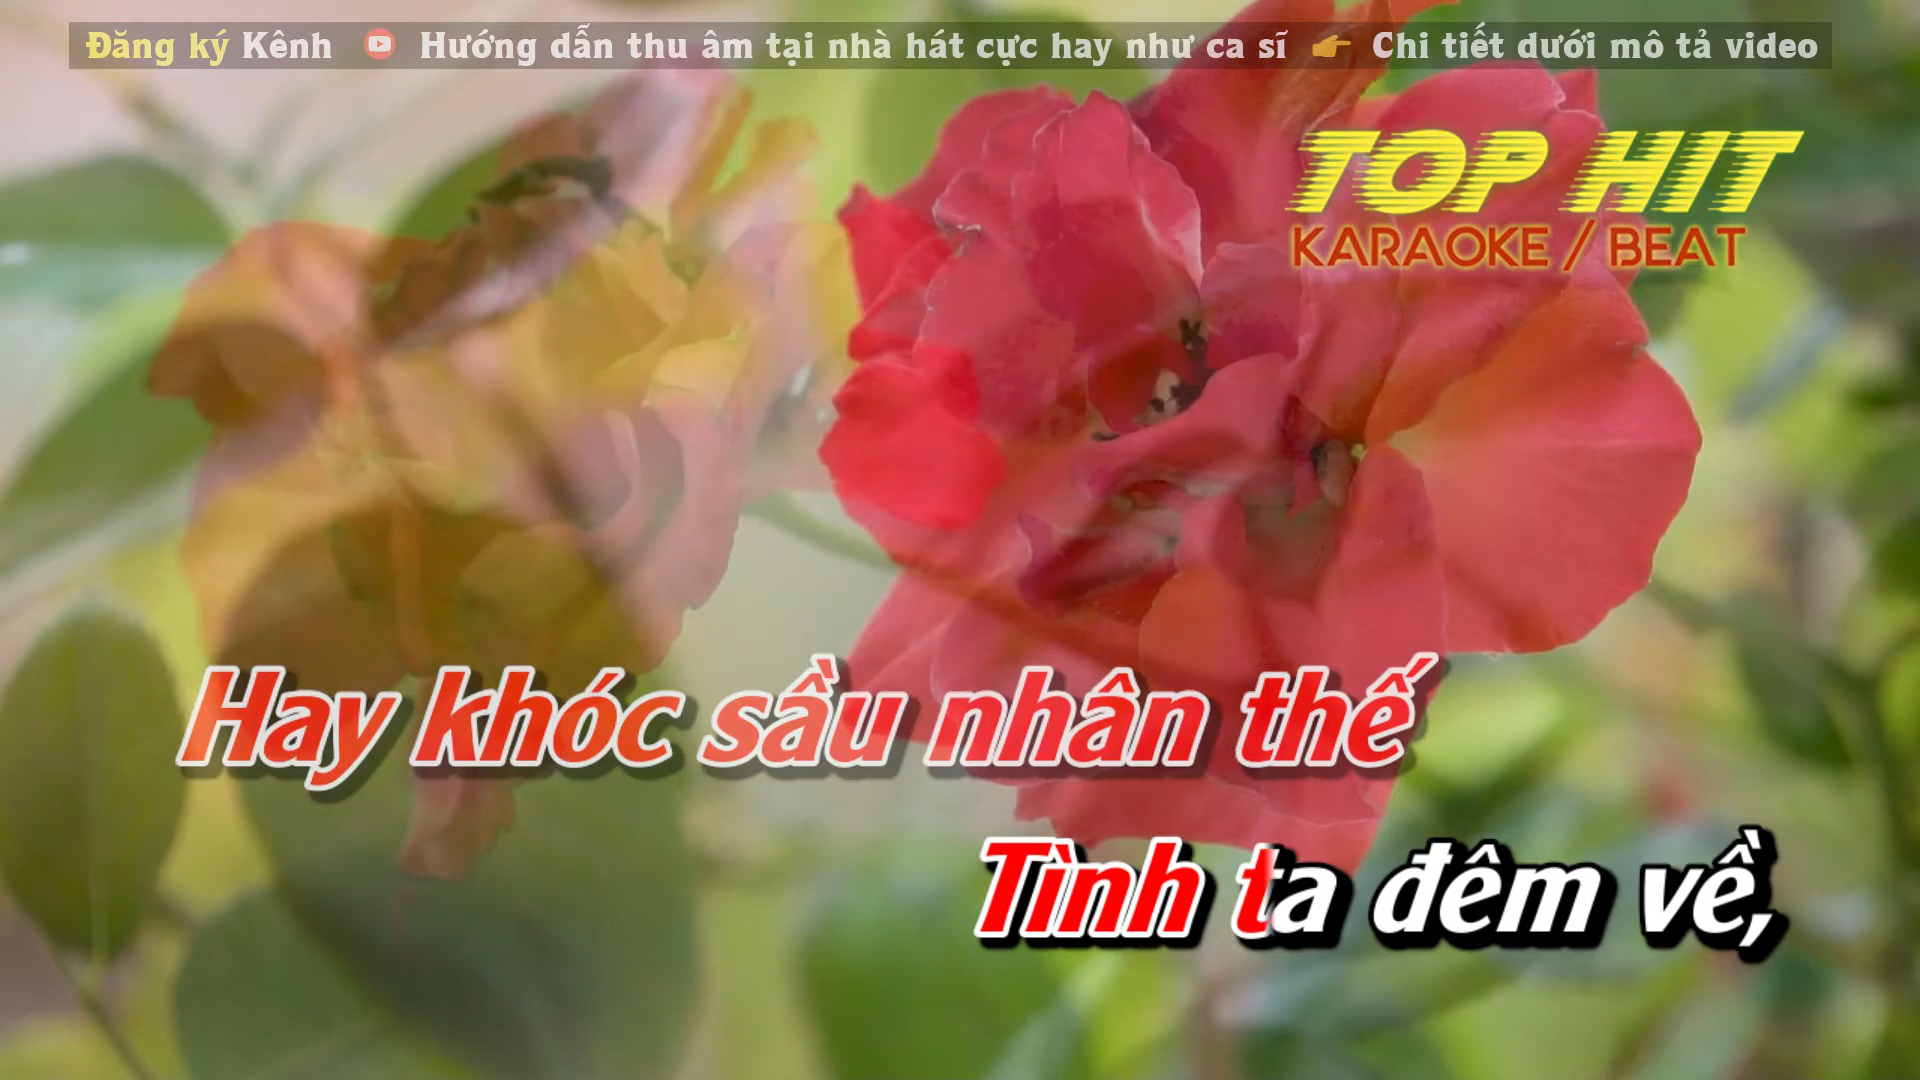 Đăng ký Kênh Hướng dẫn thu âm tại nhà hát cực hay như ca sĩ Chi tiết dưới mô tả video
TOP HIT
KARAOKE / BEAT
Hay khóc sầu nhân thế
Tình ta đêm về,